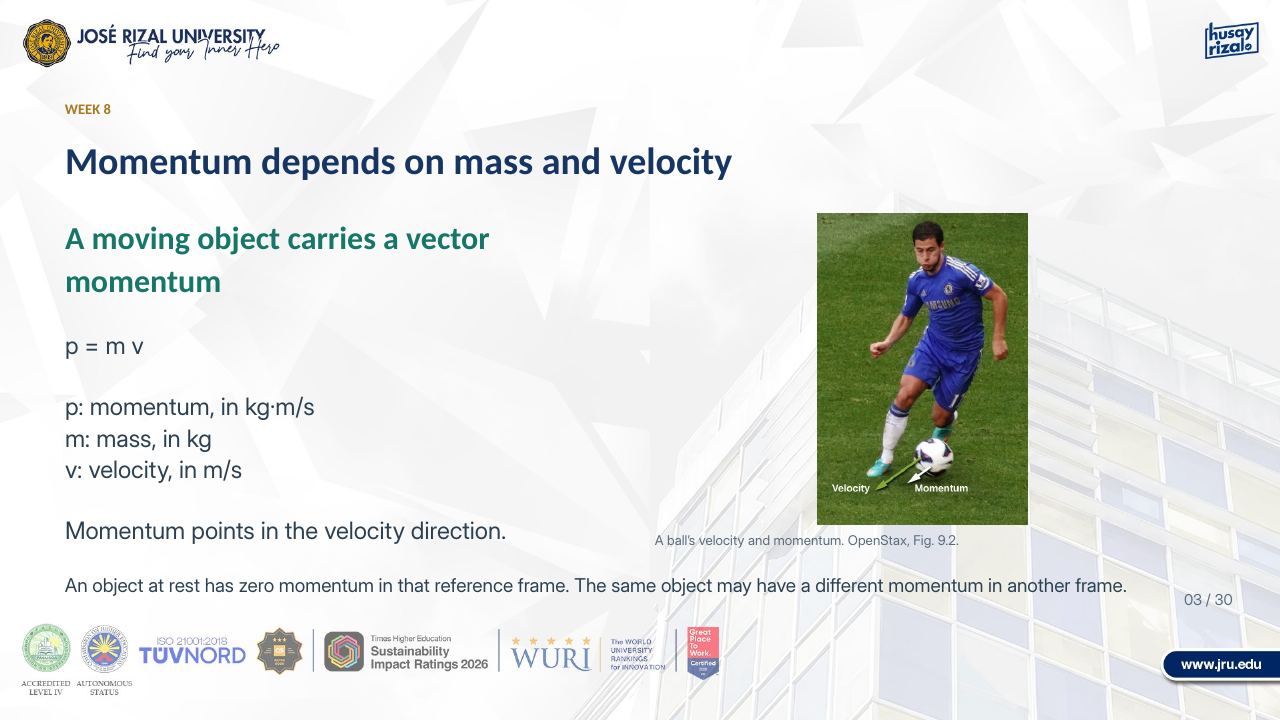 JOSÉ RIZAL UNIVERSITY
Find your Inner Hero
husay
rizal
WEEK 8
Momentum depends on mass and velocity
A moving object carries a vector
momentum
p = m v
p: momentum, in kg·m/s
m: mass, in kg
v: velocity, in m/s
Momentum points in the velocity direction.
SAMSUNG
Velocity
Momentum
A ball's velocity and momentum. OpenStax, Fig. 9.2.
An object at rest has zero momentum in that reference frame. The same object may have a different momentum in another frame.
03 / 30
ACCREDITED
LEVEL IV
AUTONOMOUS
STATUS
ISO 21001:2018
TÜVNORD
Times Higher Education
Sustainability
Impact Ratings 2026
WURI
The WORLD
UNIVERSITY
RANKINGS
for INNOVATION
Great
Place
To
Work.
Certified
www.jru.edu